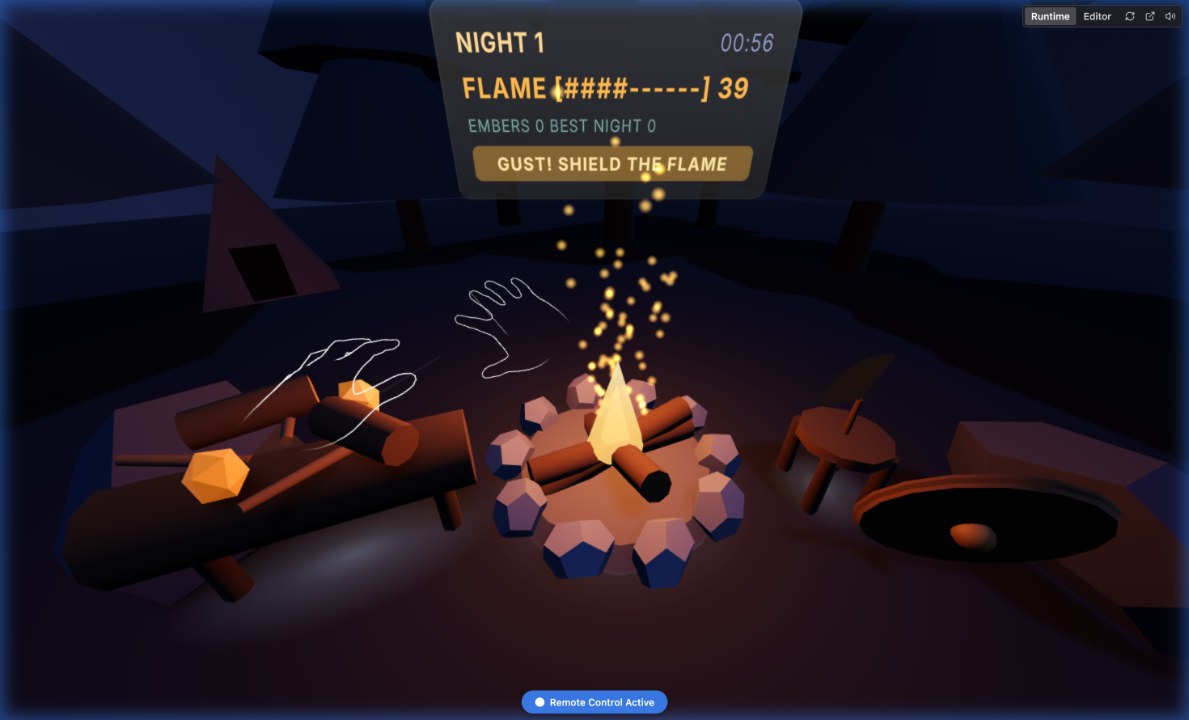 Runtime Editor
NIGHT 1 00:56
FLAME [####------] 39
EMBERS 0 BEST NIGHT 0
GUST! SHIELD THE FLAME
Remote Control Active